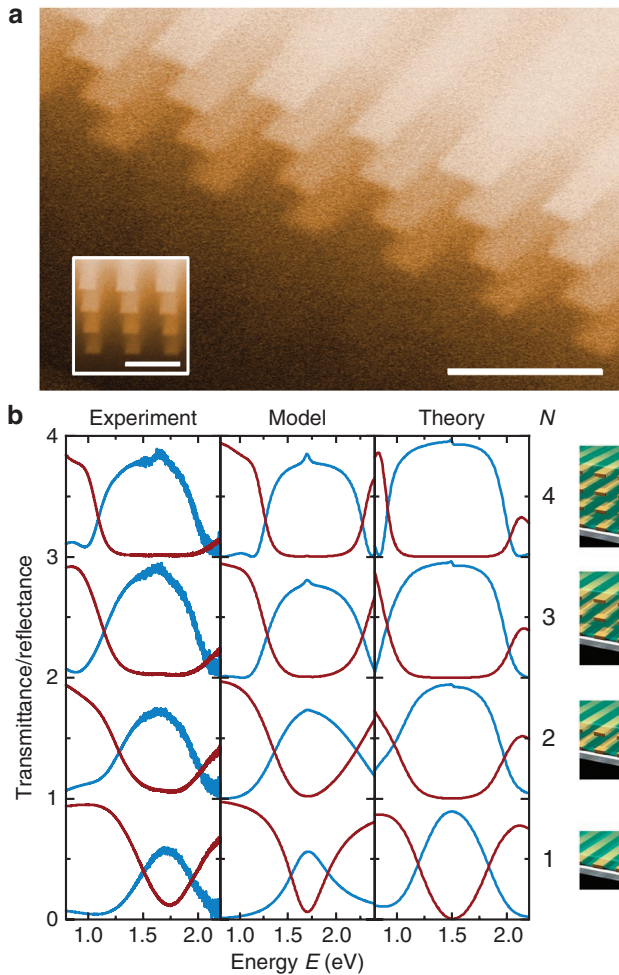 a
b
Experiment
Model
Theory
N
4
3
2
1
0
Transmittance/reflectance
4
3
2
1
1.0
1.5
2.0
1.0
1.5
2.0
1.0
1.5
2.0
Energy E (eV)